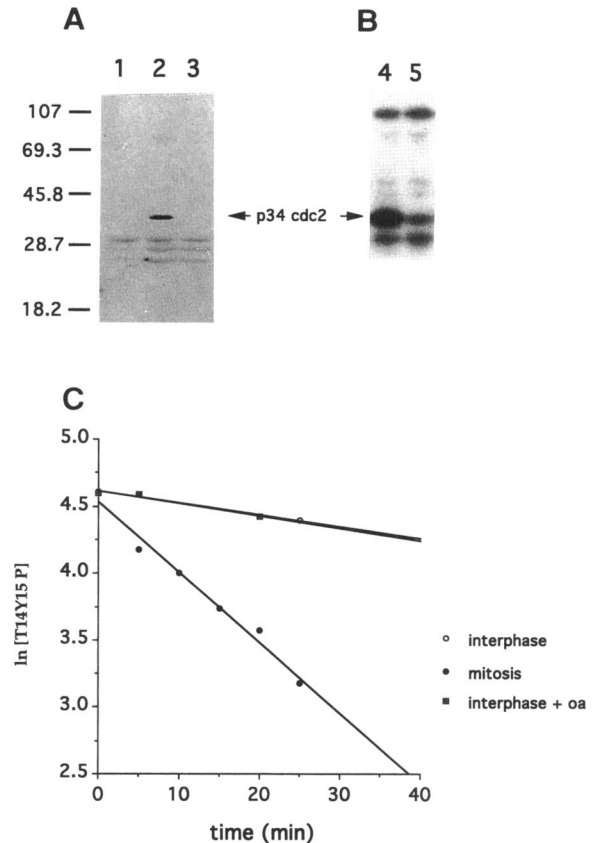 A
B
1 2 3
4 5
107
69.3
45.8
28.7
18.2
p34 cdc2
C
5.0
4.5
4.0
3.5
3.0
2.5
ln [T14Y15 P]
0 10 20 30 40
time (min)
interphase
mitosis
interphase + oa